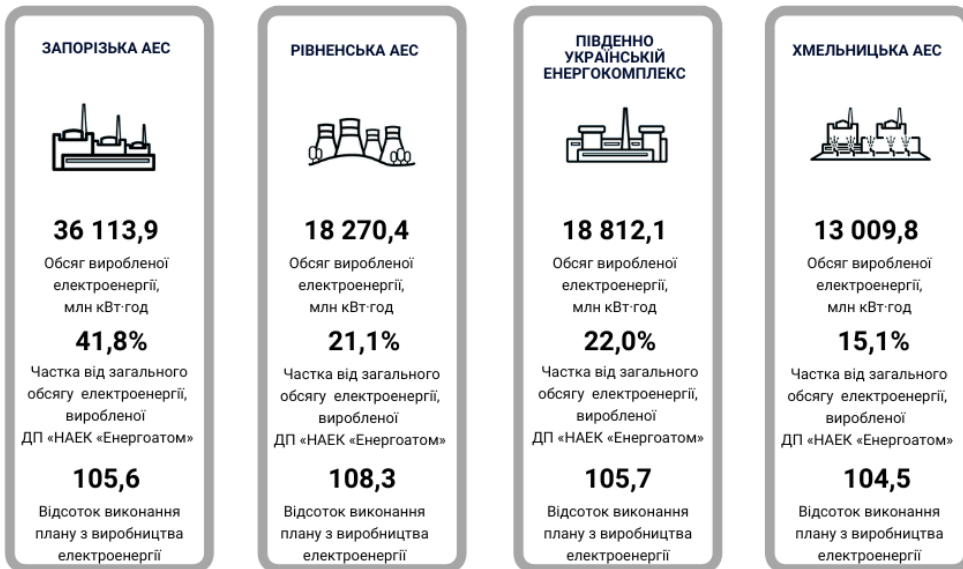 ЗАПОРІЗЬКА АЕС
36 113,9
Обсяг виробленої
електроенергії,
млн кВт·год
41,8%
Частка від загального
обсягу електроенергії,
виробленої
ДП «НАЕК «Енергоатом»
105,6
Відсоток виконання
плану з виробництва
електроенергії
РІВНЕНСЬКА АЕС
18 270,4
Обсяг виробленої
електроенергії,
млн кВт·год
21,1%
Частка від загального
обсягу електроенергії,
виробленої
ДП «НАЕК «Енергоатом»
108,3
Відсоток виконання
плану з виробництва
електроенергії
ПІВДЕННО
УКРАЇНСЬКІЙ
ЕНЕРГОКОМПЛЕКС
18 812,1
Обсяг виробленої
електроенергії,
млн кВт·год
22,0%
Частка від загального
обсягу електроенергії,
виробленої
ДП «НАЕК «Енергоатом»
105,7
Відсоток виконання
плану з виробництва
електроенергії
ХМЕЛЬНИЦЬКА АЕС
13 009,8
Обсяг виробленої
електроенергії,
млн кВт·год
15,1%
Частка від загального
обсягу електроенергії,
виробленої
ДП «НАЕК «Енергоатом»
104,5
Відсоток виконання
плану з виробництва
електроенергії